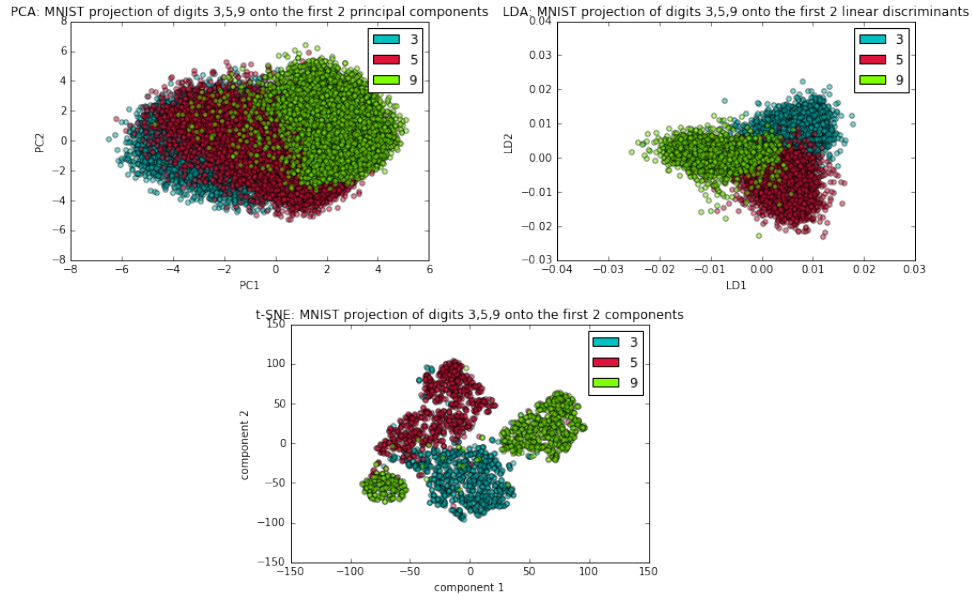 PCA: MNIST projection of digits 3,5,9 onto the first 2 principal components
8
6
4
2
0
−2
−4
−6
−8
PC2
−8 −6 −4 −2 0 2 4 6
PC1
3
5
9
LDA: MNIST projection of digits 3,5,9 onto the first 2 linear discriminants
0.04
0.03
0.02
0.01
0.00
−0.01
−0.02
−0.03
LD2
−0.04 −0.03 −0.02 −0.01 0.00 0.01 0.02 0.03
LD1
3
5
9
t-SNE: MNIST projection of digits 3,5,9 onto the first 2 components
150
100
50
0
−50
−100
−150
component 2
−150 −100 −50 0 50 100 150
component 1
3
5
9